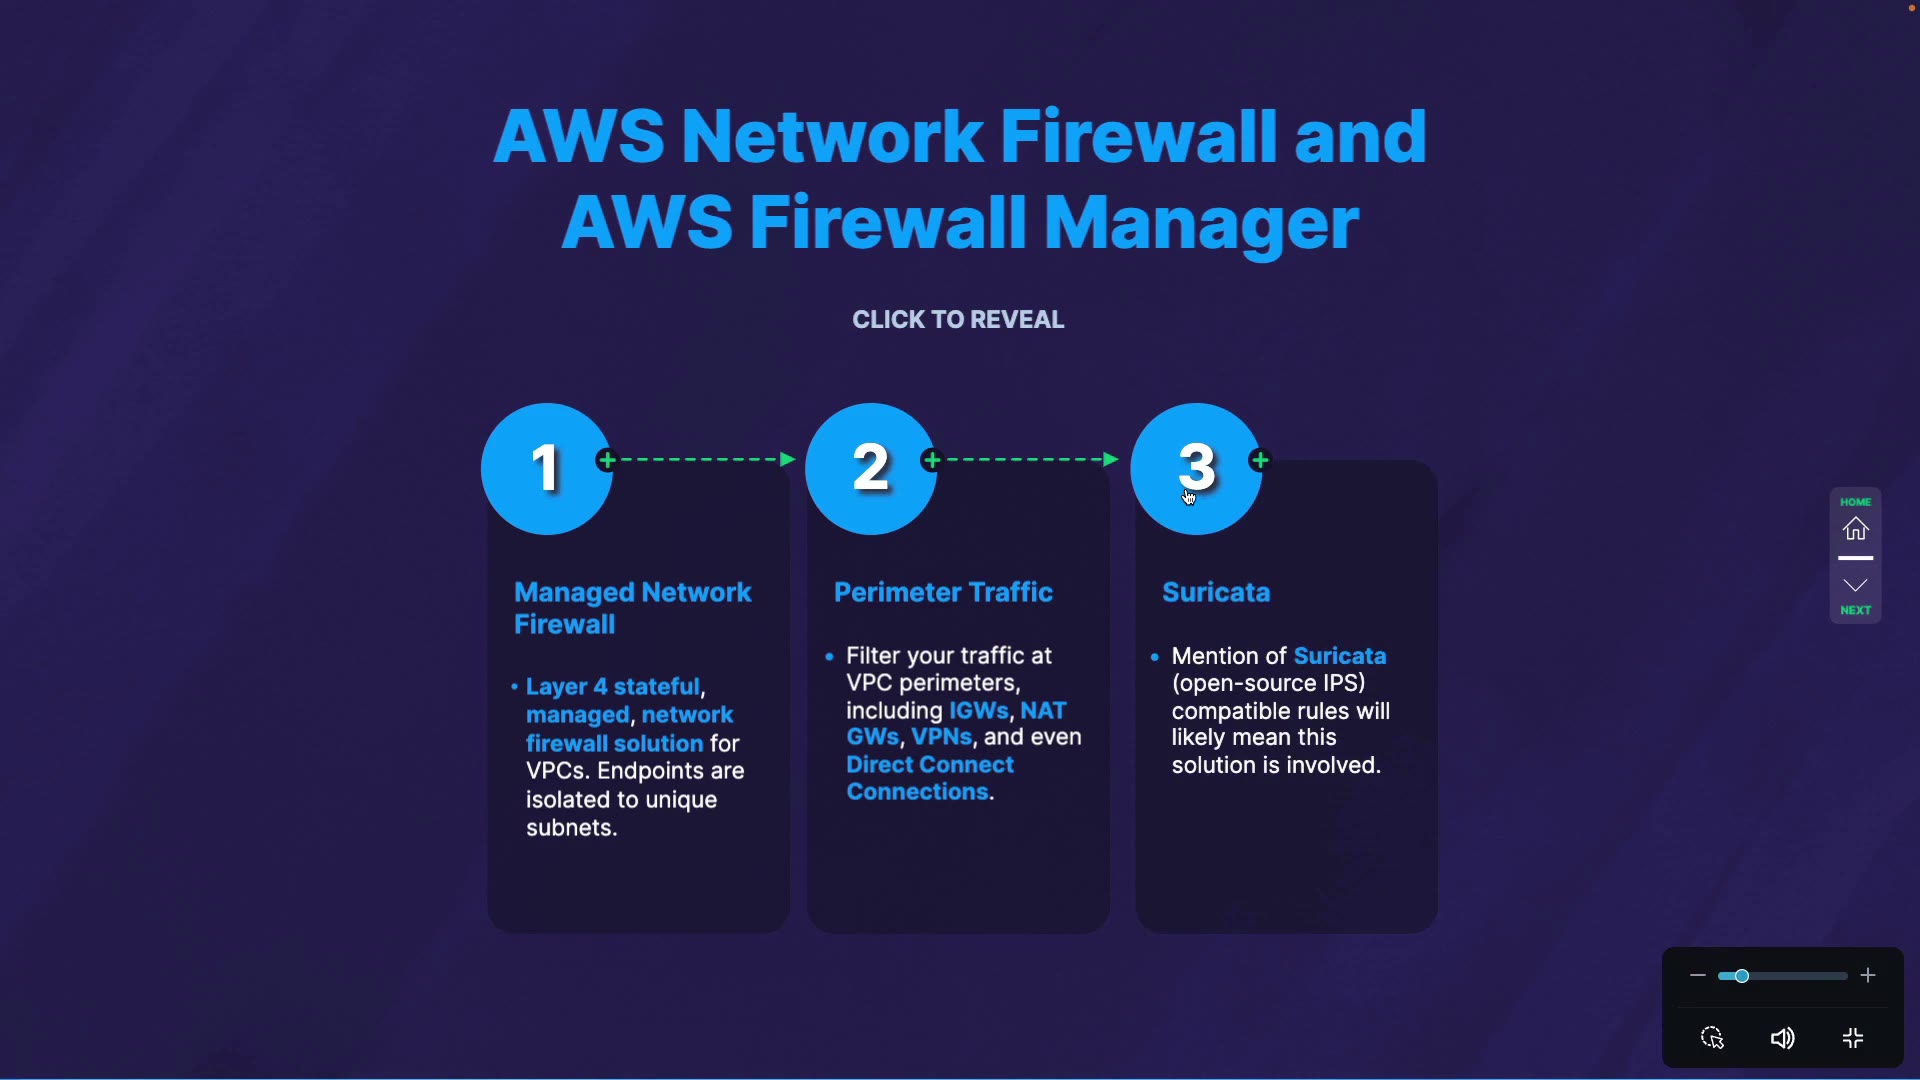 AWS Network Firewall and
AWS Firewall Manager
CLICK TO REVEAL
1
2
3
Managed Network
Firewall
• Layer 4 stateful,
managed, network
firewall solution for
VPCs. Endpoints are
isolated to unique
subnets.
Perimeter Traffic
• Filter your traffic at
VPC perimeters,
including IGWs, NAT
GWs, VPNs, and even
Direct Connect
Connections.
Suricata
• Mention of Suricata
(open-source IPS)
compatible rules will
likely mean this
solution is involved.
HOME
NEXT